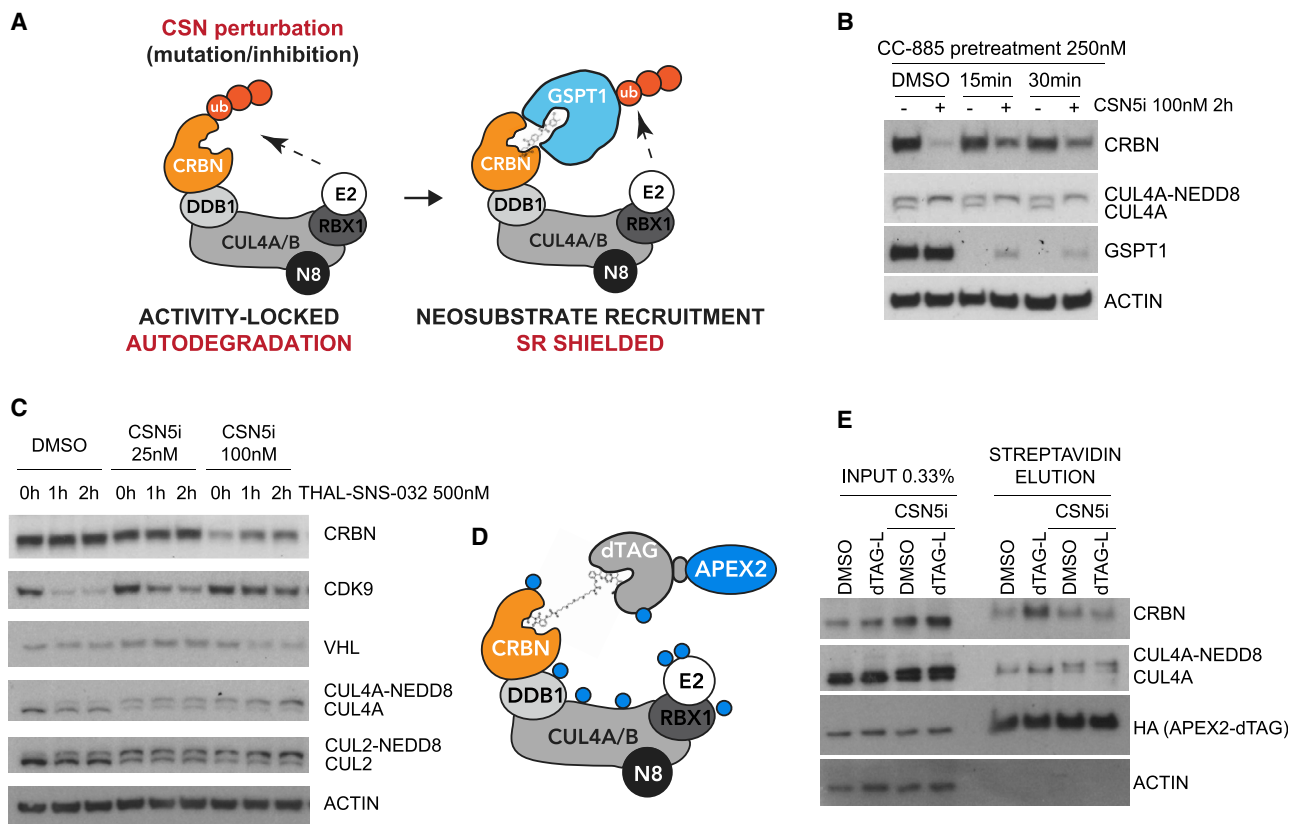 A
CSN perturbation
(mutation/inhibition)
ub
CRBN
DDB1
CUL4A/B
E2
RBX1
N8
ACTIVITY-LOCKED
AUTODEGRADATION
GSPT1
ub
CRBN
DDB1
CUL4A/B
E2
RBX1
N8
NEOSUBSTRATE RECRUITMENT
SR SHIELDED
B
CC-885 pretreatment 250nM
DMSO 15min 30min
- + - + - + CSN5i 100nM 2h
CRBN
CUL4A-NEDD8
CUL4A
GSPT1
ACTIN
C
DMSO CSN5i 25nM CSN5i 100nM
0h 1h 2h 0h 1h 2h 0h 1h 2h THAL-SNS-032 500nM
CRBN
CDK9
VHL
CUL4A-NEDD8
CUL4A
CUL2-NEDD8
CUL2
ACTIN
D
dTAG
APEX2
CRBN
DDB1
CUL4A/B
E2
RBX1
N8
E
INPUT 0.33% STREPTAVIDIN ELUTION
CSN5i CSN5i
DMSO dTAG-L DMSO dTAG-L DMSO dTAG-L DMSO dTAG-L
CRBN
CUL4A-NEDD8
CUL4A
HA (APEX2-dTAG)
ACTIN